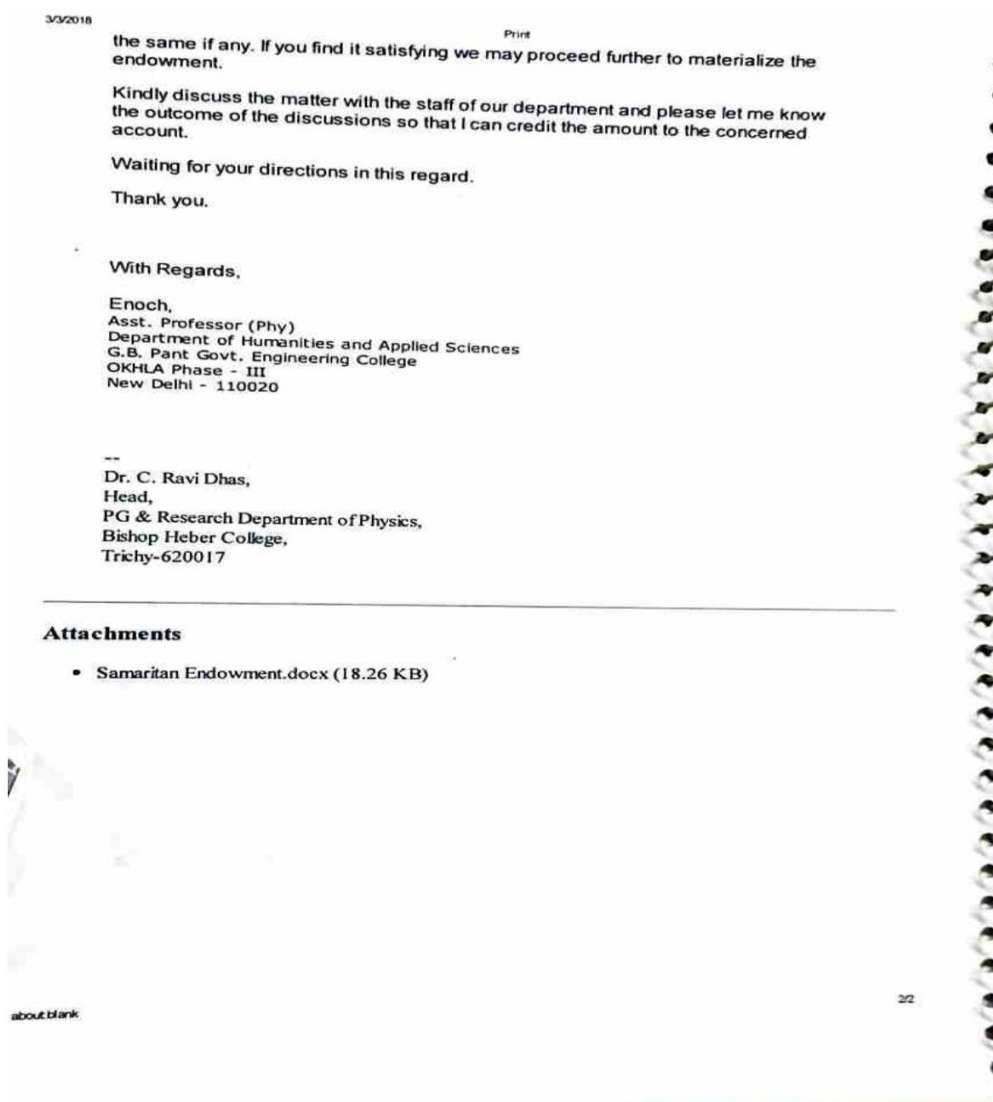 3/3/2018
Print
the same if any. If you find it satisfying we may proceed further to materialize the
endowment.
Kindly discuss the matter with the staff of our department and please let me know
the outcome of the discussions so that I can credit the amount to the concerned
account.
Waiting for your directions in this regard.
Thank you.
With Regards,
Enoch,
Asst. Professor (Phy)
Department of Humanities and Applied Sciences
G.B. Pant Govt. Engineering College
OKHLA Phase - III
New Delhi - 110020
--
Dr. C. Ravi Dhas,
Head,
PG & Research Department of Physics,
Bishop Heber College,
Trichy-620017
Attachments
• Samaritan Endowment.docx (18.26 KB)
about:blank
2/2